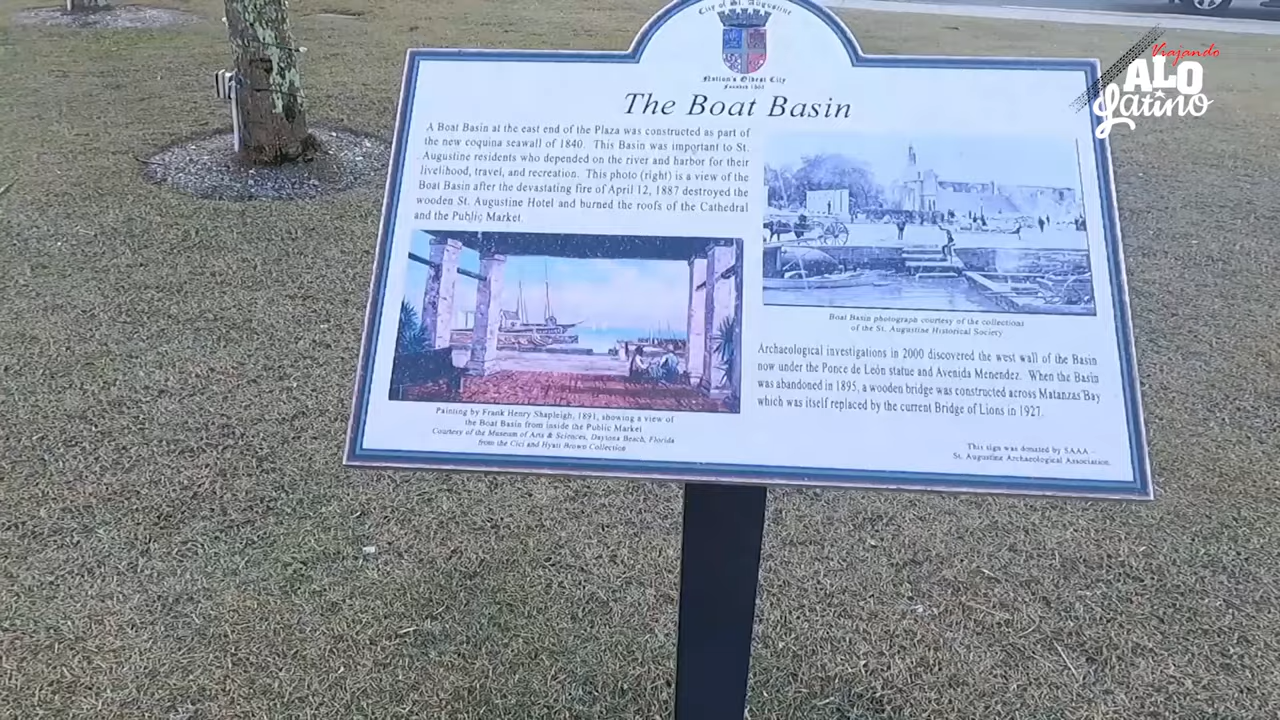 City of St. Augustine
Nation's Oldest City
Founded 1565
The Boat Basin
A Boat Basin at the east end of the Plaza was constructed as part of
the new coquina seawall of 1840. This Basin was important to St.
Augustine residents who depended on the river and harbor for their
livelihood, travel, and recreation. This photo (right) is a view of the
Boat Basin after the devastating fire of April 12, 1887 destroyed the
wooden St. Augustine Hotel and burned the roofs of the Cathedral
and the Public Market.
Painting by Frank Henry Shapleigh, 1891, showing a view of
the Boat Basin from inside the Public Market
Courtesy of the Museum of Arts & Sciences, Daytona Beach, Florida
from the Cici and Hyatt Brown Collection
Boat Basin photograph courtesy of the collections
of the St. Augustine Historical Society
Archaeological investigations in 2000 discovered the west wall of the Basin
now under the Ponce de León statue and Avenida Menendez. When the Basin
was abandoned in 1895, a wooden bridge was constructed across Matanzas Bay
which was itself replaced by the current Bridge of Lions in 1927.
This sign was donated by SAAA -
St. Augustine Archaeological Association.
Viajando
ALO
Latino